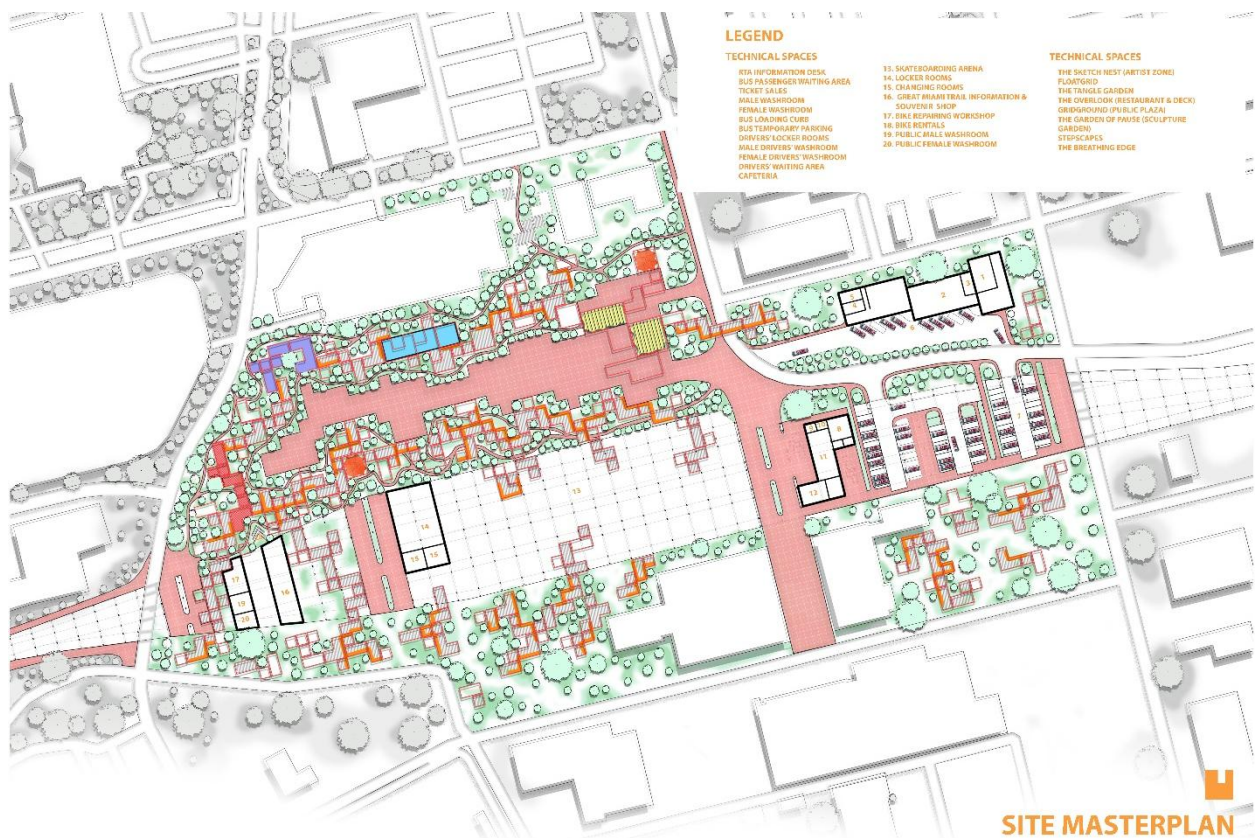 LEGEND
TECHNICAL SPACES
RTA INFORMATION DESK
BUS PASSENGER WAITING AREA
TICKET SALES
MALE WASHROOM
FEMALE WASHROOM
BUS LOADING CURB
BUS TEMPORARY PARKING
DRIVERS' LOCKER ROOMS
MALE DRIVERS' WASHROOM
FEMALE DRIVERS' WASHROOM
DRIVERS' WAITING AREA
CAFETERIA
13. SKATEBOARDING ARENA
14. LOCKER ROOMS
15. CHANGING ROOMS
16. GREAT MIAMI TRAIL INFORMATION &
SOUVENIR SHOP
17. BIKE REPAIRING WORKSHOP
18. BIKE RENTALS
19. PUBLIC MALE WASHROOM
20. PUBLIC FEMALE WASHROOM
TECHNICAL SPACES
THE SKETCH NEST (ARTIST ZONE)
FLOATGRID
THE TANGLE GARDEN
THE OVERLOOK (RESTAURANT & DECK)
GRIDGROUND (PUBLIC PLAZA)
THE GARDEN OF PAUSE (SCULPTURE
GARDEN)
STEPSCAPES
THE BREATHING EDGE
1
3
2
5
4
6
7
8
11
12
13
14
15 15
17
16
19
20
SITE MASTERPLAN